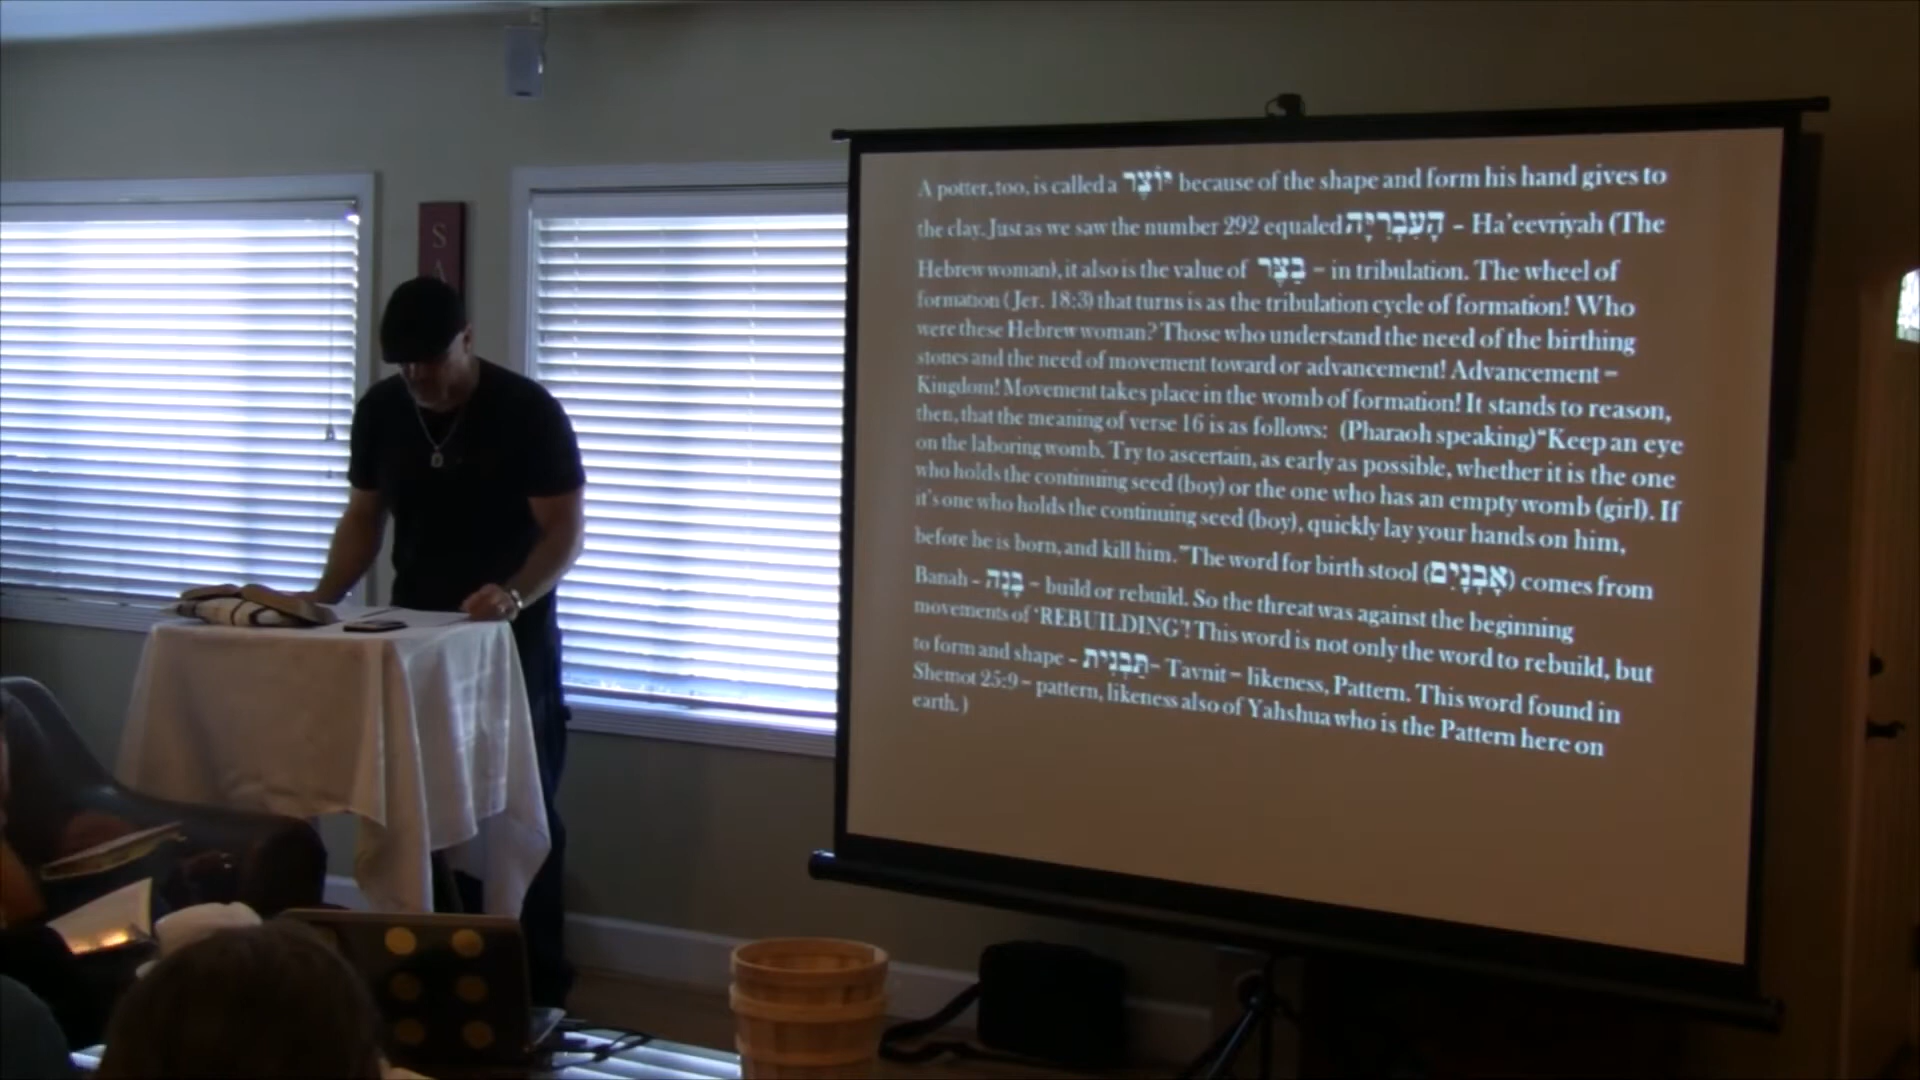 S
A
A potter, too, is called a יוֹצֶר because of the shape and form his hand gives to
the clay. Just as we saw the number 292 equaled הָעִבְרִיָּה – Ha'eevriyah (The
Hebrew woman), it also is the value of בַּצָּר – in tribulation. The wheel of
formation (Jer. 18:3) that turns is as the tribulation cycle of formation! Who
were these Hebrew woman? Those who understand the need of the birthing
stones and the need of movement toward or advancement! Advancement –
Kingdom! Movement takes place in the womb of formation! It stands to reason,
then, that the meaning of verse 16 is as follows: (Pharaoh speaking)“Keep an eye
on the laboring womb. Try to ascertain, as early as possible, whether it is the one
who holds the continuing seed (boy) or the one who has an empty womb (girl). If
it's one who holds the continuing seed (boy), quickly lay your hands on him,
before he is born, and kill him.”The word for birth stool (אָבְנָיִם) comes from
Banah - בָּנָה – build or rebuild. So the threat was against the beginning
movements of ‘REBUILDING’! This word is not only the word to rebuild, but
to form and shape - תַּבְנִית– Tavnit – likeness, Pattern. This word found in
Shemot 25:9 – pattern, likeness also of Yahshua who is the Pattern here on
earth. )